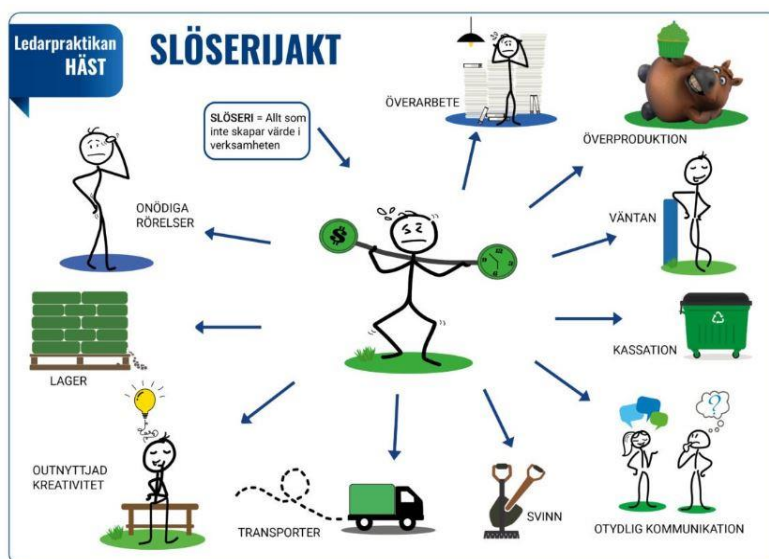 Ledarpraktikan
HÄST
SLÖSERIJAKT
SLÖSERI = Allt som
inte skapar värde i
verksamheten
ÖVERARBETE
ÖVERPRODUKTION
ONÖDIGA
RÖRELSER
VÄNTAN
$
LAGER
KASSATION
?
OUTNYTTJAD
KREATIVITET
TRANSPORTER
SVINN
OTYDLIG KOMMUNIKATION